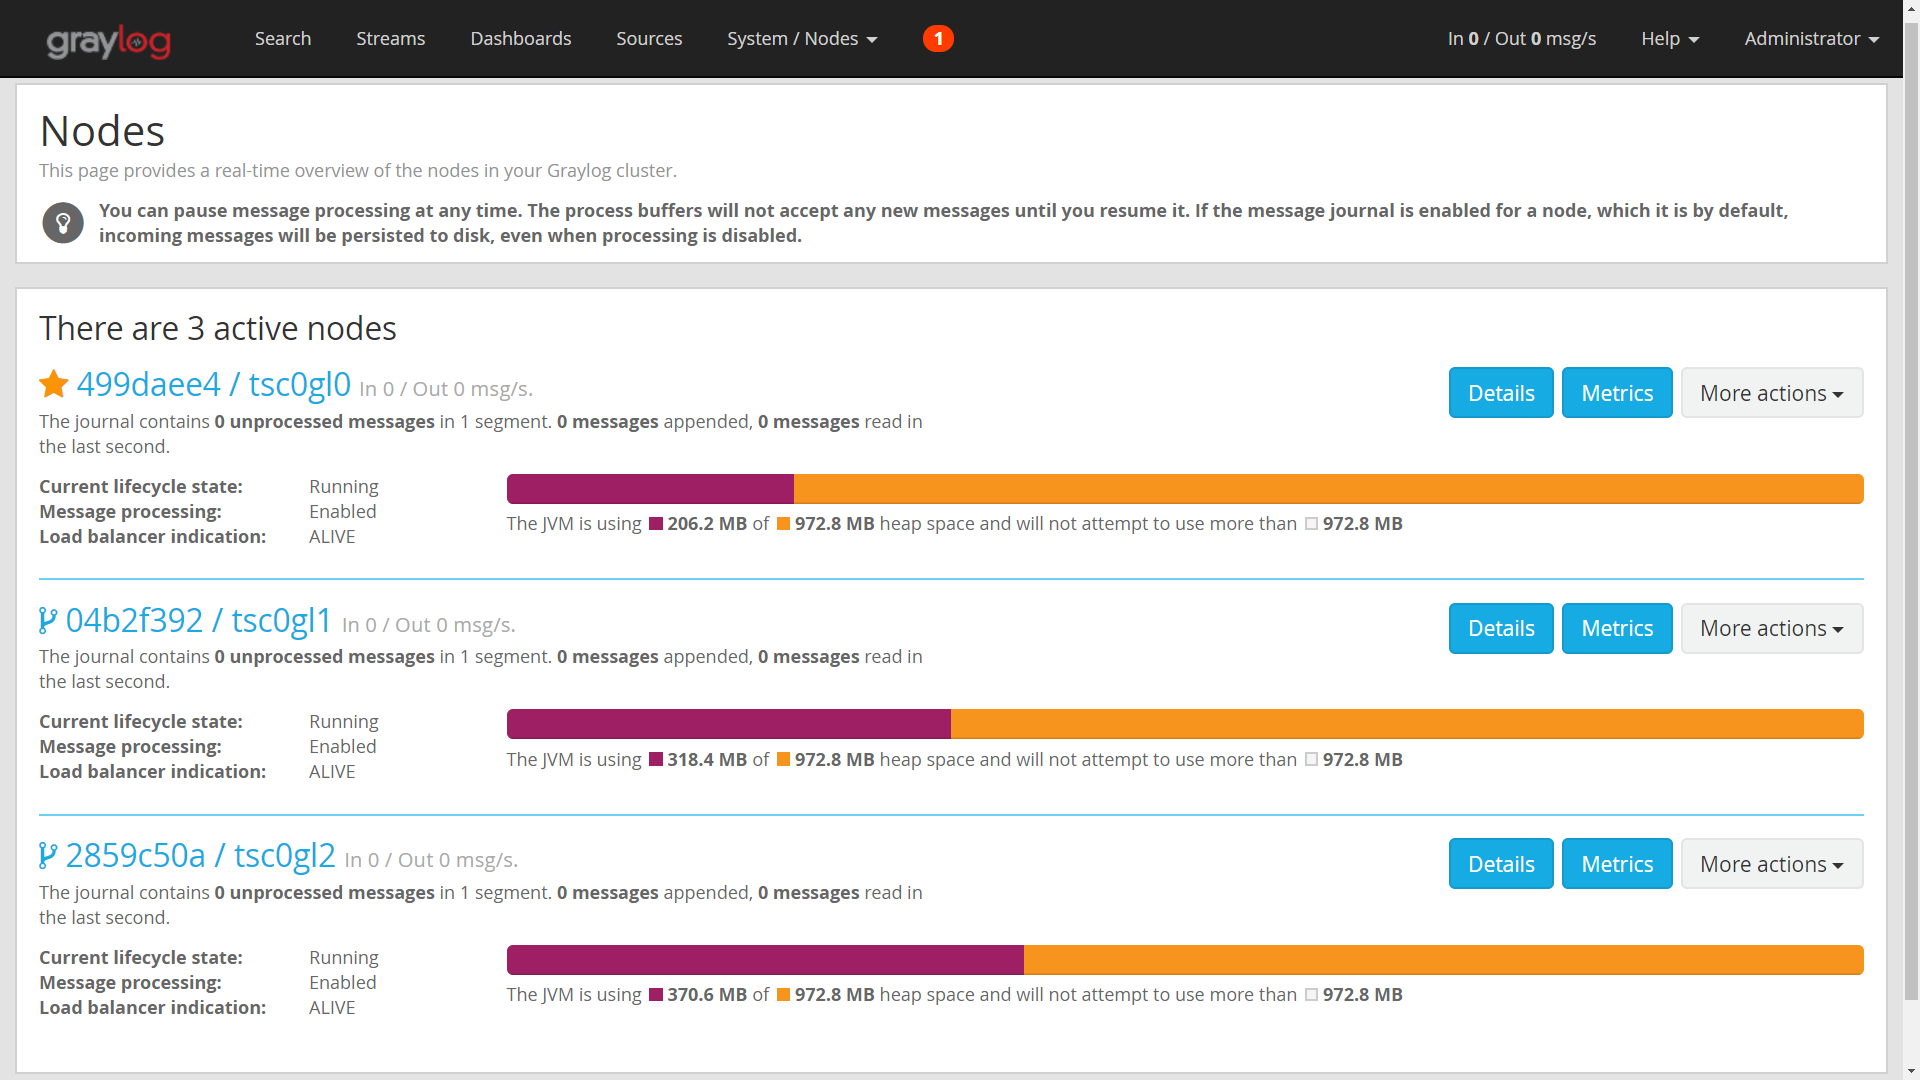 graylog
Search Streams Dashboards Sources System / Nodes 1 In 0 / Out 0 msg/s Help Administrator
Nodes
This page provides a real-time overview of the nodes in your Graylog cluster.
You can pause message processing at any time. The process buffers will not accept any new messages until you resume it. If the message journal is enabled for a node, which it is by default,
incoming messages will be persisted to disk, even when processing is disabled.
There are 3 active nodes
499daee4 / tsc0gl0 In 0 / Out 0 msg/s. Details Metrics More actions
The journal contains 0 unprocessed messages in 1 segment. 0 messages appended, 0 messages read in
the last second.
Current lifecycle state: Running
Message processing: Enabled
Load balancer indication: ALIVE
The JVM is using 206.2 MB of 972.8 MB heap space and will not attempt to use more than 972.8 MB
04b2f392 / tsc0gl1 In 0 / Out 0 msg/s. Details Metrics More actions
The journal contains 0 unprocessed messages in 1 segment. 0 messages appended, 0 messages read in
the last second.
Current lifecycle state: Running
Message processing: Enabled
Load balancer indication: ALIVE
The JVM is using 318.4 MB of 972.8 MB heap space and will not attempt to use more than 972.8 MB
2859c50a / tsc0gl2 In 0 / Out 0 msg/s. Details Metrics More actions
The journal contains 0 unprocessed messages in 1 segment. 0 messages appended, 0 messages read in
the last second.
Current lifecycle state: Running
Message processing: Enabled
Load balancer indication: ALIVE
The JVM is using 370.6 MB of 972.8 MB heap space and will not attempt to use more than 972.8 MB